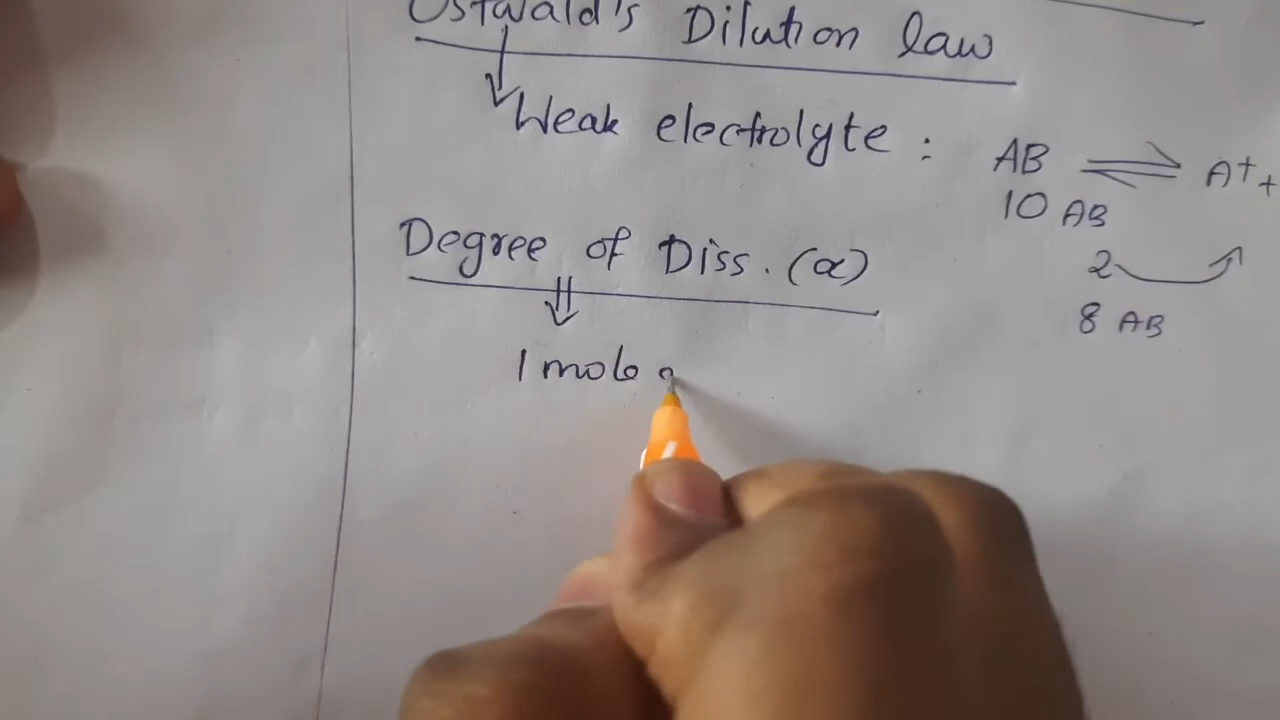 Ostwald's Dilution law
Weak electrolyte : AB ⇌ A⁺ +
10 AB
2
8 AB
Degree of Diss. (α)
1 mole